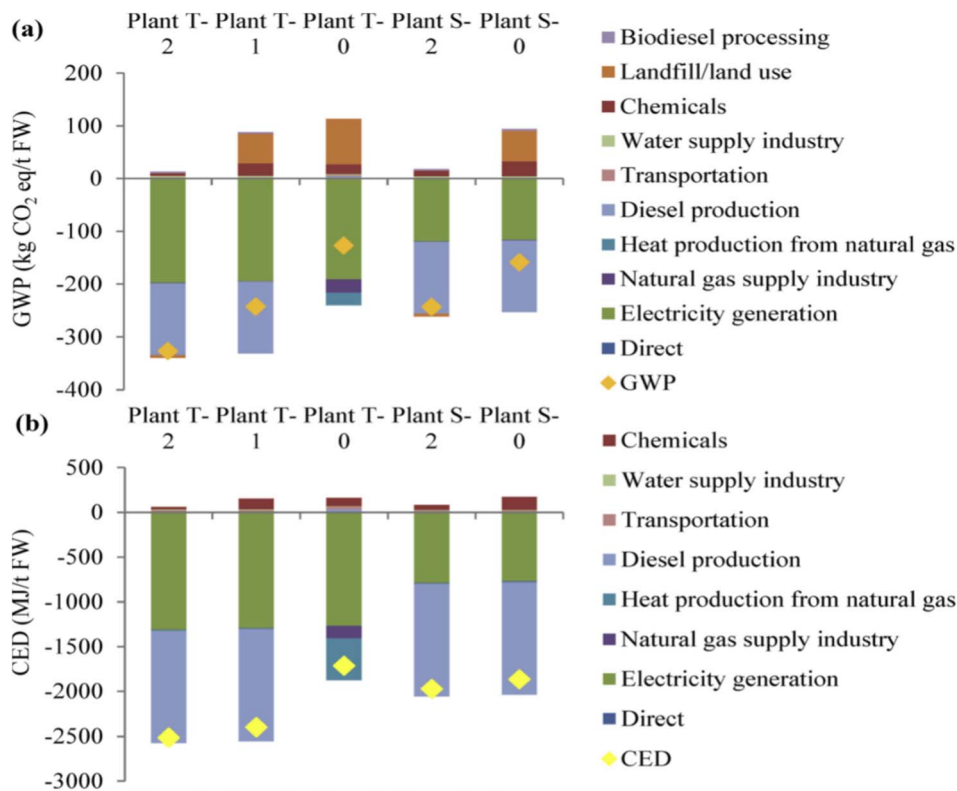 (a)
Plant T-2 Plant T-1 Plant T-0 Plant S-2 Plant S-0
GWP (kg CO₂ eq/t FW)
200
100
0
-100
-200
-300
-400
Biodiesel processing
Landfill/land use
Chemicals
Water supply industry
Transportation
Diesel production
Heat production from natural gas
Natural gas supply industry
Electricity generation
Direct
GWP
(b)
Plant T-2 Plant T-1 Plant T-0 Plant S-2 Plant S-0
CED (MJ/t FW)
500
0
-500
-1000
-1500
-2000
-2500
-3000
Chemicals
Water supply industry
Transportation
Diesel production
Heat production from natural gas
Natural gas supply industry
Electricity generation
Direct
CED